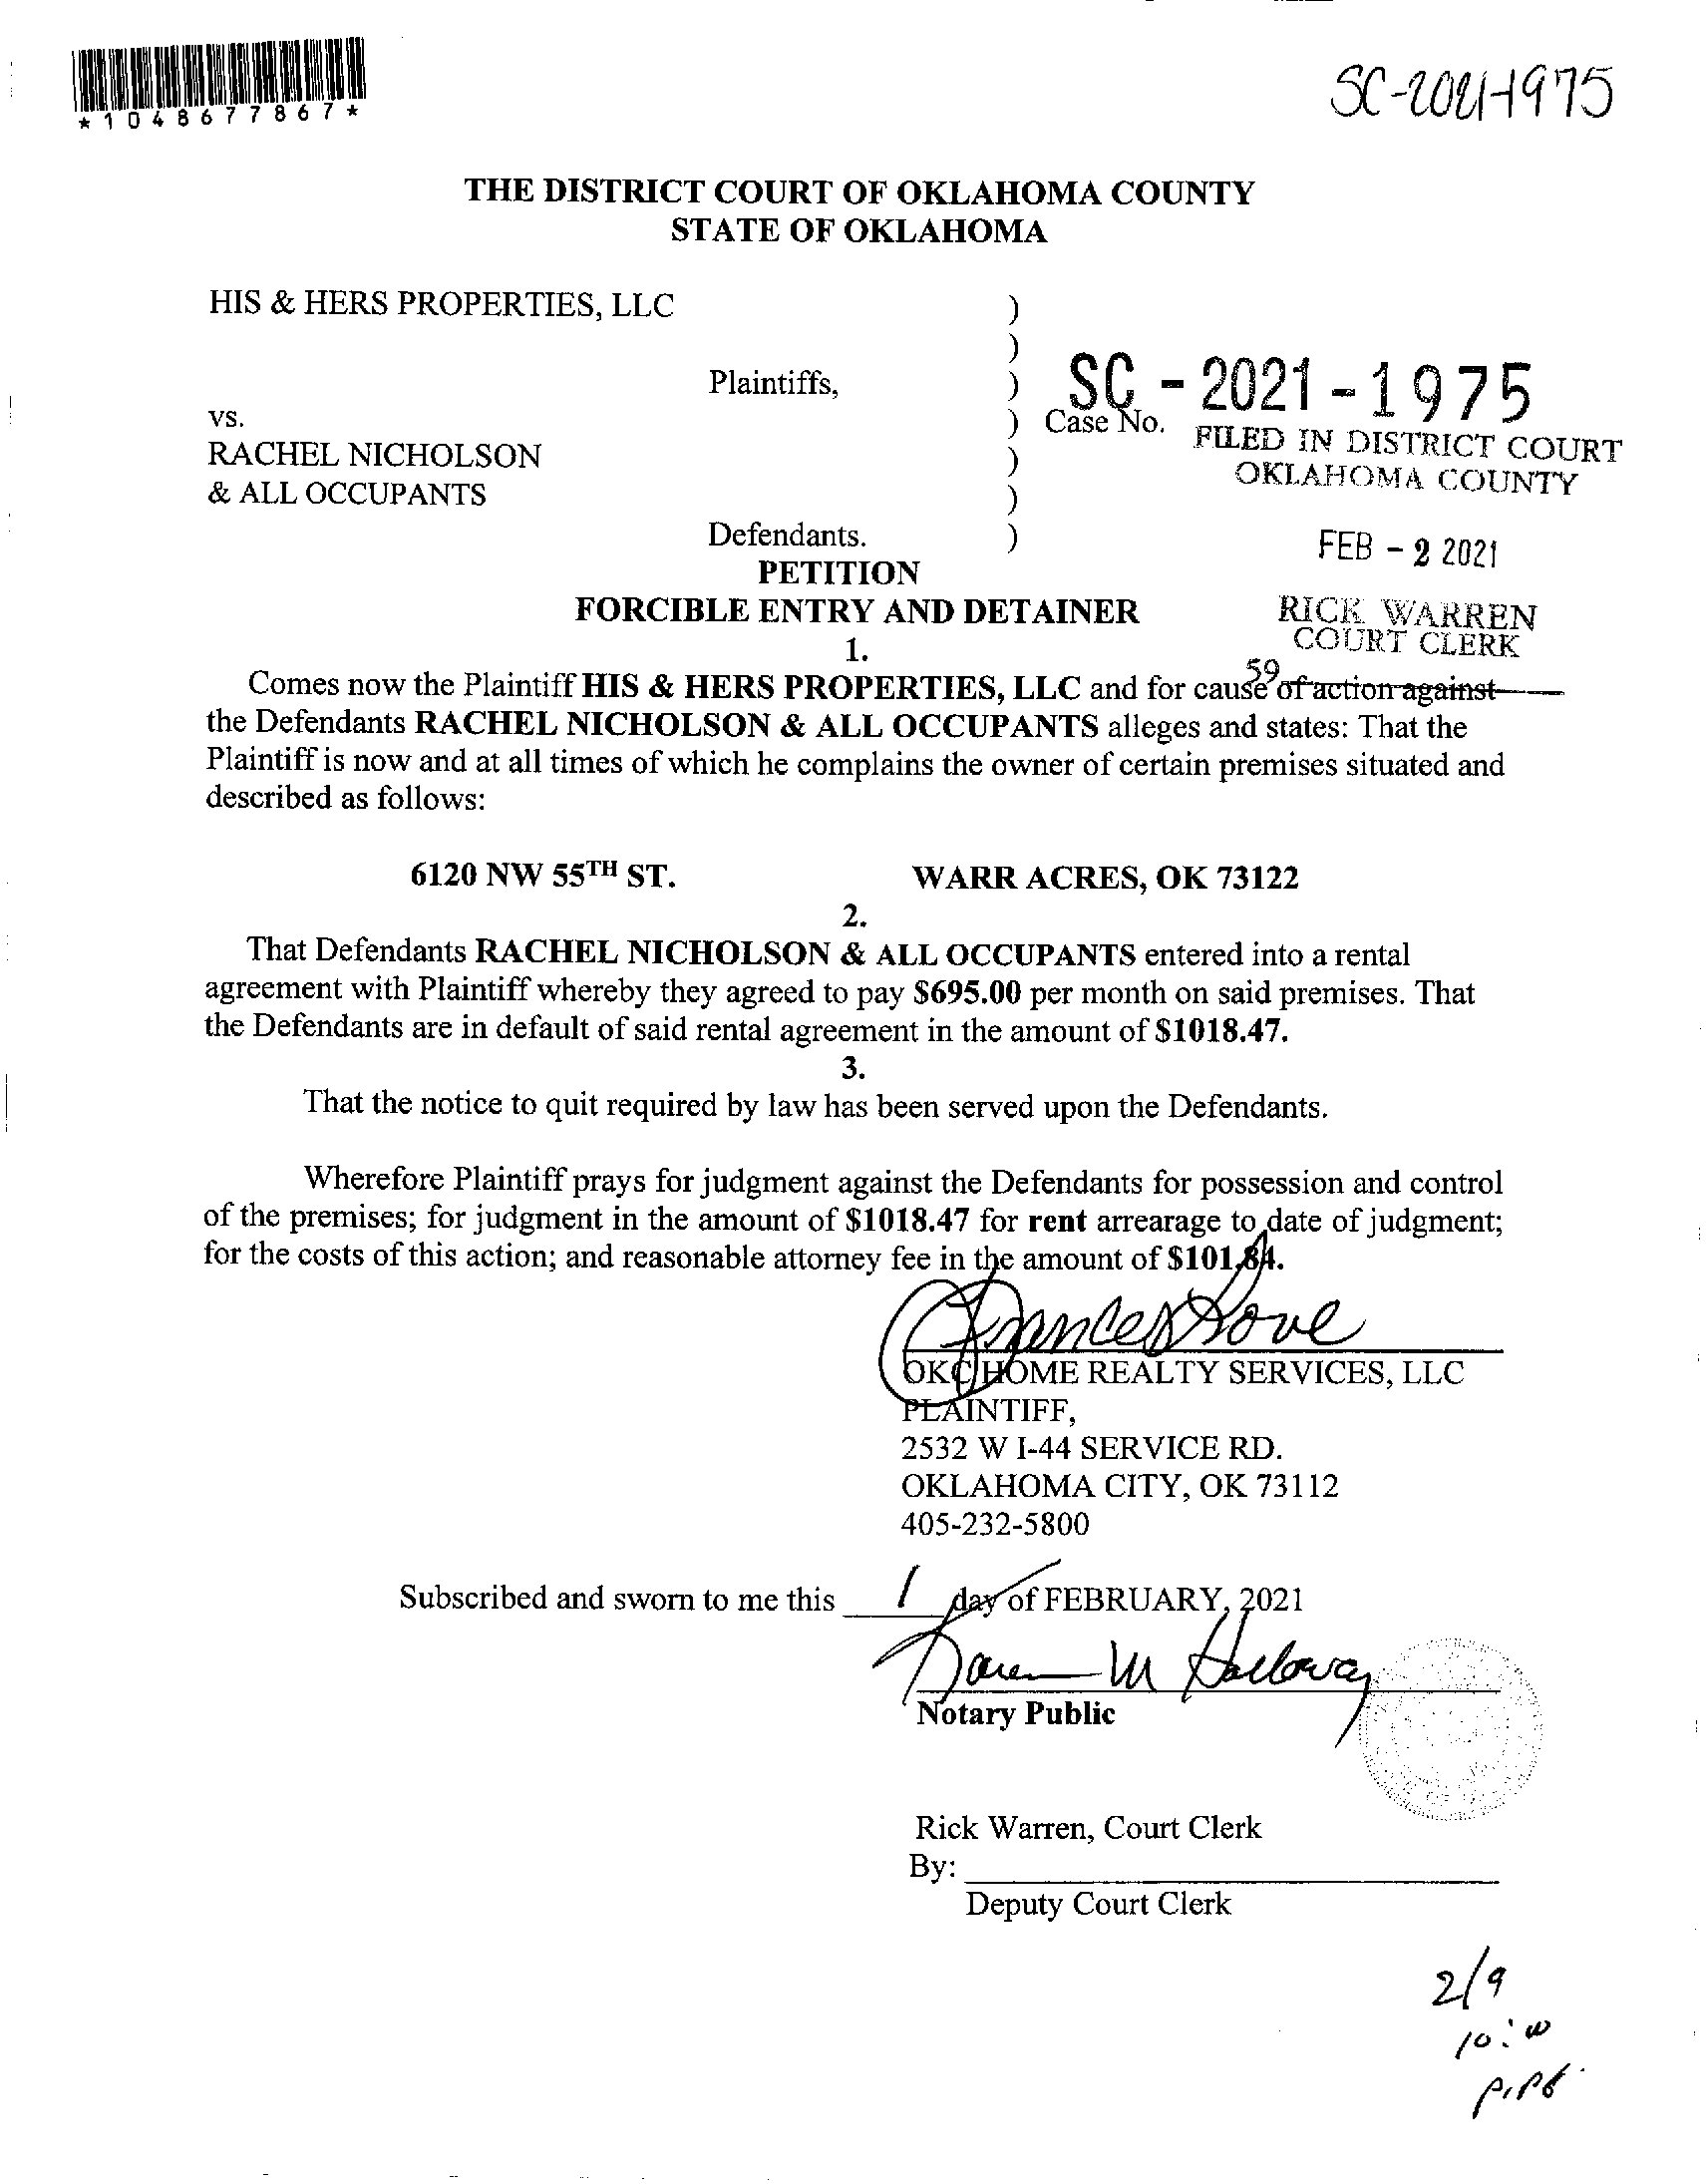 *1048677867*
SC-2021-1975
THE DISTRICT COURT OF OKLAHOMA COUNTY
STATE OF OKLAHOMA
HIS & HERS PROPERTIES, LLC )
)
Plaintiffs, ) SC - 2021 - 1975
vs. ) Case No.
FILED IN DISTRICT COURT
RACHEL NICHOLSON )
OKLAHOMA COUNTY
& ALL OCCUPANTS )
Defendants. )
FEB - 2 2021
PETITION
FORCIBLE ENTRY AND DETAINER
RICK WARREN
COURT CLERK
1.
59
Comes now the Plaintiff HIS & HERS PROPERTIES, LLC and for cause of action against
the Defendants RACHEL NICHOLSON & ALL OCCUPANTS alleges and states: That the
Plaintiff is now and at all times of which he complains the owner of certain premises situated and
described as follows:
6120 NW 55TH ST. WARR ACRES, OK 73122
2.
That Defendants RACHEL NICHOLSON & ALL OCCUPANTS entered into a rental
agreement with Plaintiff whereby they agreed to pay $695.00 per month on said premises. That
the Defendants are in default of said rental agreement in the amount of $1018.47.
3.
That the notice to quit required by law has been served upon the Defendants.
Wherefore Plaintiff prays for judgment against the Defendants for possession and control
of the premises; for judgment in the amount of $1018.47 for rent arrearage to date of judgment;
for the costs of this action; and reasonable attorney fee in the amount of $101.84.
Frances Love
OKC HOME REALTY SERVICES, LLC
PLAINTIFF,
2532 W I-44 SERVICE RD.
OKLAHOMA CITY, OK 73112
405-232-5800
Subscribed and sworn to me this 1 day of FEBRUARY, 2021
Karen M Holloway
Notary Public
Rick Warren, Court Clerk
By:
Deputy Court Clerk
2/9